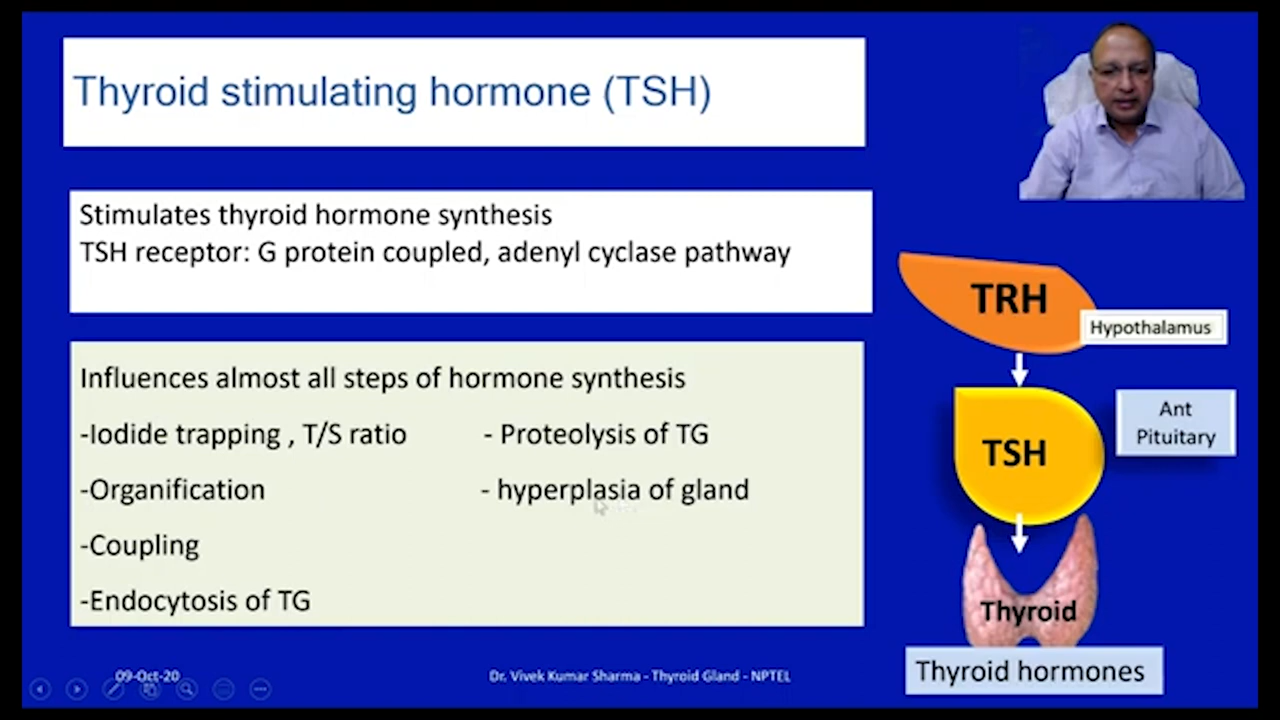 Thyroid stimulating hormone (TSH)
Stimulates thyroid hormone synthesis
TSH receptor: G protein coupled, adenyl cyclase pathway
Influences almost all steps of hormone synthesis
-Iodide trapping , T/S ratio - Proteolysis of TG
-Organification - hyperplasia of gland
-Coupling
-Endocytosis of TG
TRH
Hypothalamus
TSH
Ant
Pituitary
Thyroid
Thyroid hormones
09-Oct-20
Dr. Vivek Kumar Sharma - Thyroid Gland - NPTEL